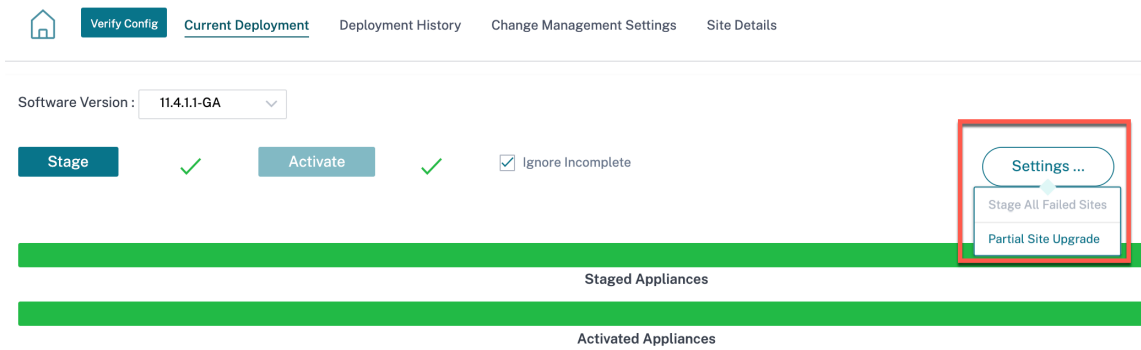 Verify Config
Current Deployment
Deployment History
Change Management Settings
Site Details
Software Version :
11.4.1.1-GA
Stage
Activate
Ignore Incomplete
Settings ...
Stage All Failed Sites
Partial Site Upgrade
Staged Appliances
Activated Appliances